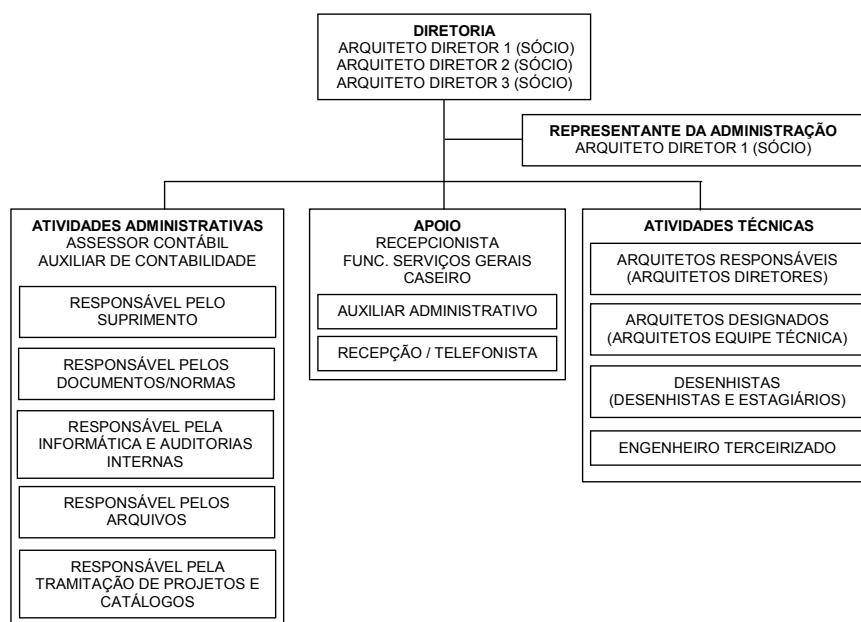 DIRETORIA
ARQUITETO DIRETOR 1 (SÓCIO)
ARQUITETO DIRETOR 2 (SÓCIO)
ARQUITETO DIRETOR 3 (SÓCIO)
REPRESENTANTE DA ADMINISTRAÇÃO
ARQUITETO DIRETOR 1 (SÓCIO)
ATIVIDADES ADMINISTRATIVAS
ASSESSOR CONTÁBIL
AUXILIAR DE CONTABILIDADE
RESPONSÁVEL PELO
SUPRIMENTO
RESPONSÁVEL PELOS
DOCUMENTOS/NORMAS
RESPONSÁVEL PELA
INFORMÁTICA E AUDITORIAS
INTERNAS
RESPONSÁVEL PELOS
ARQUIVOS
RESPONSÁVEL PELA
TRAMITAÇÃO DE PROJETOS E
CATÁLOGOS
APOIO
RECEPCIONISTA
FUNC. SERVIÇOS GERAIS
CASEIRO
AUXILIAR ADMINISTRATIVO
RECEPÇÃO / TELEFONISTA
ATIVIDADES TÉCNICAS
ARQUITETOS RESPONSÁVEIS
(ARQUITETOS DIRETORES)
ARQUITETOS DESIGNADOS
(ARQUITETOS EQUIPE TÉCNICA)
DESENHISTAS
(DESENHISTAS E ESTAGIÁRIOS)
ENGENHEIRO TERCEIRIZADO